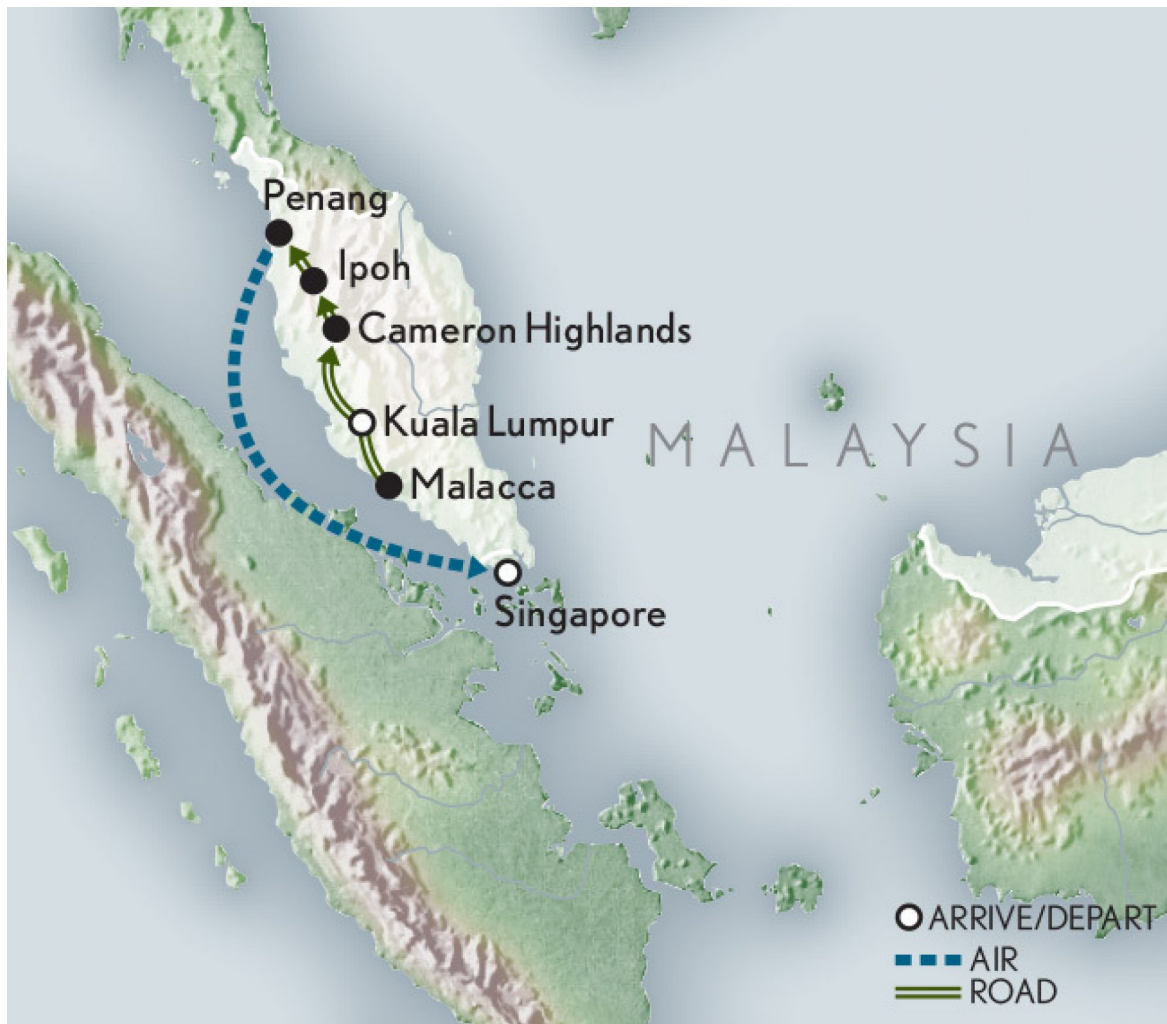 Penang
Ipoh
Cameron Highlands
Kuala Lumpur
MALAYSIA
Malacca
Singapore
ARRIVE/DEPART
AIR
ROAD